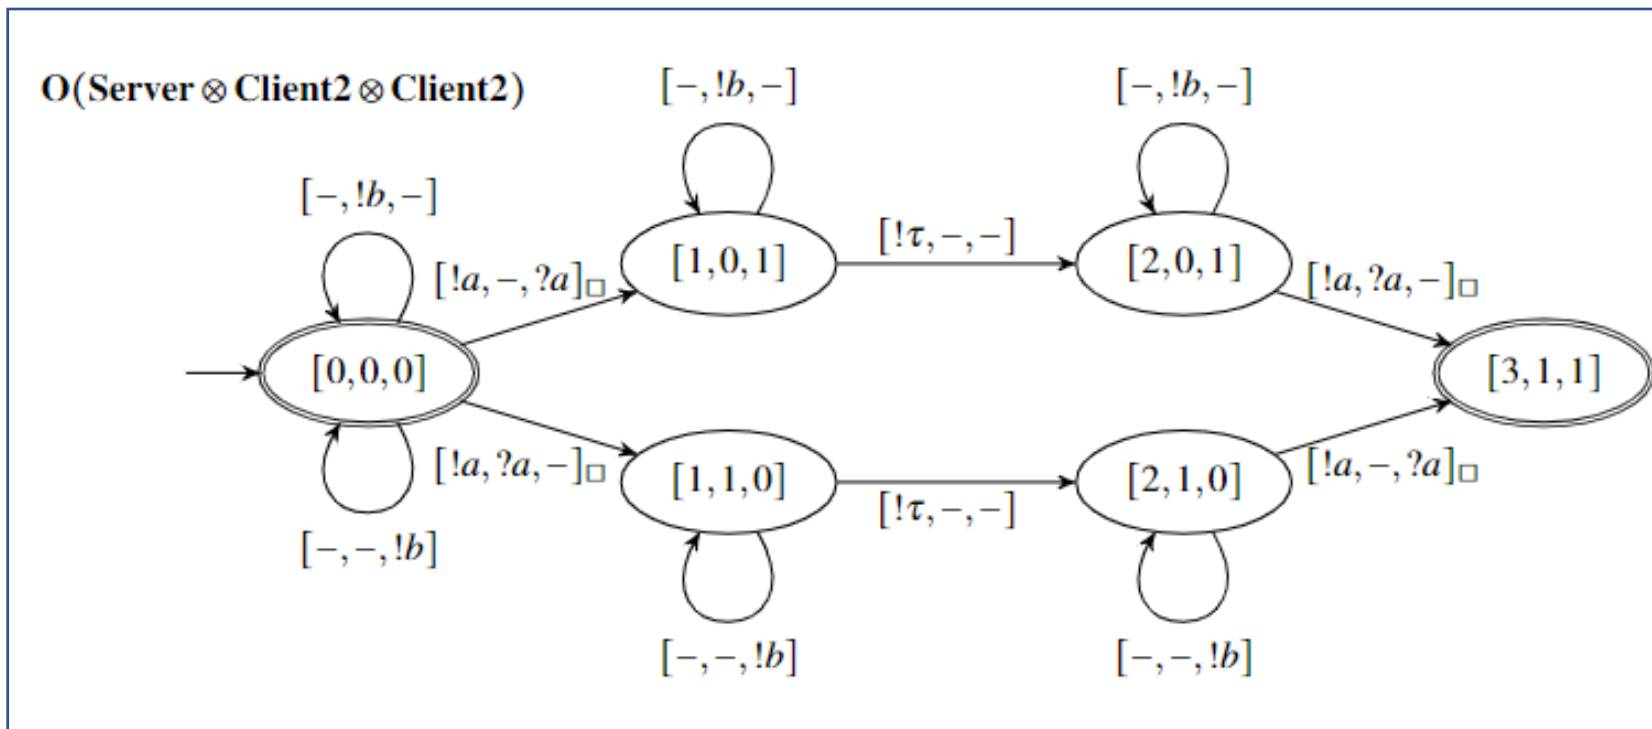 O(Server ⊗ Client2 ⊗ Client2)
[−, !b, −]
[−, !b, −]
[−, !b, −]
[!a, −, ?a]□
[1, 0, 1]
[!τ, −, −]
[2, 0, 1]
[!a, ?a, −]□
[0, 0, 0]
[3, 1, 1]
[!a, ?a, −]□
[1, 1, 0]
[!τ, −, −]
[2, 1, 0]
[!a, −, ?a]□
[−, −, !b]
[−, −, !b]
[−, −, !b]